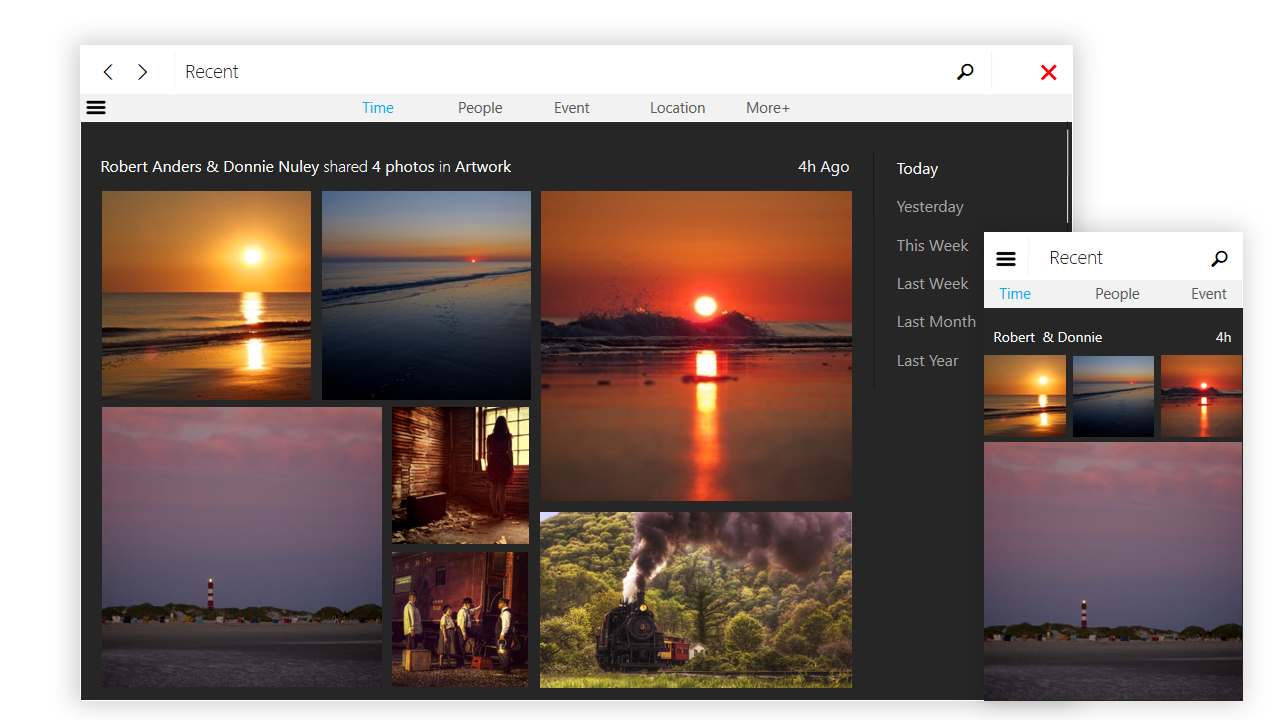 Recent
Time People Event Location More+
Robert Anders & Donnie Nuley shared 4 photos in Artwork 4h Ago
Today
Yesterday
This Week
Last Week
Last Month
Last Year
Recent
Time People Event
Robert & Donnie 4h